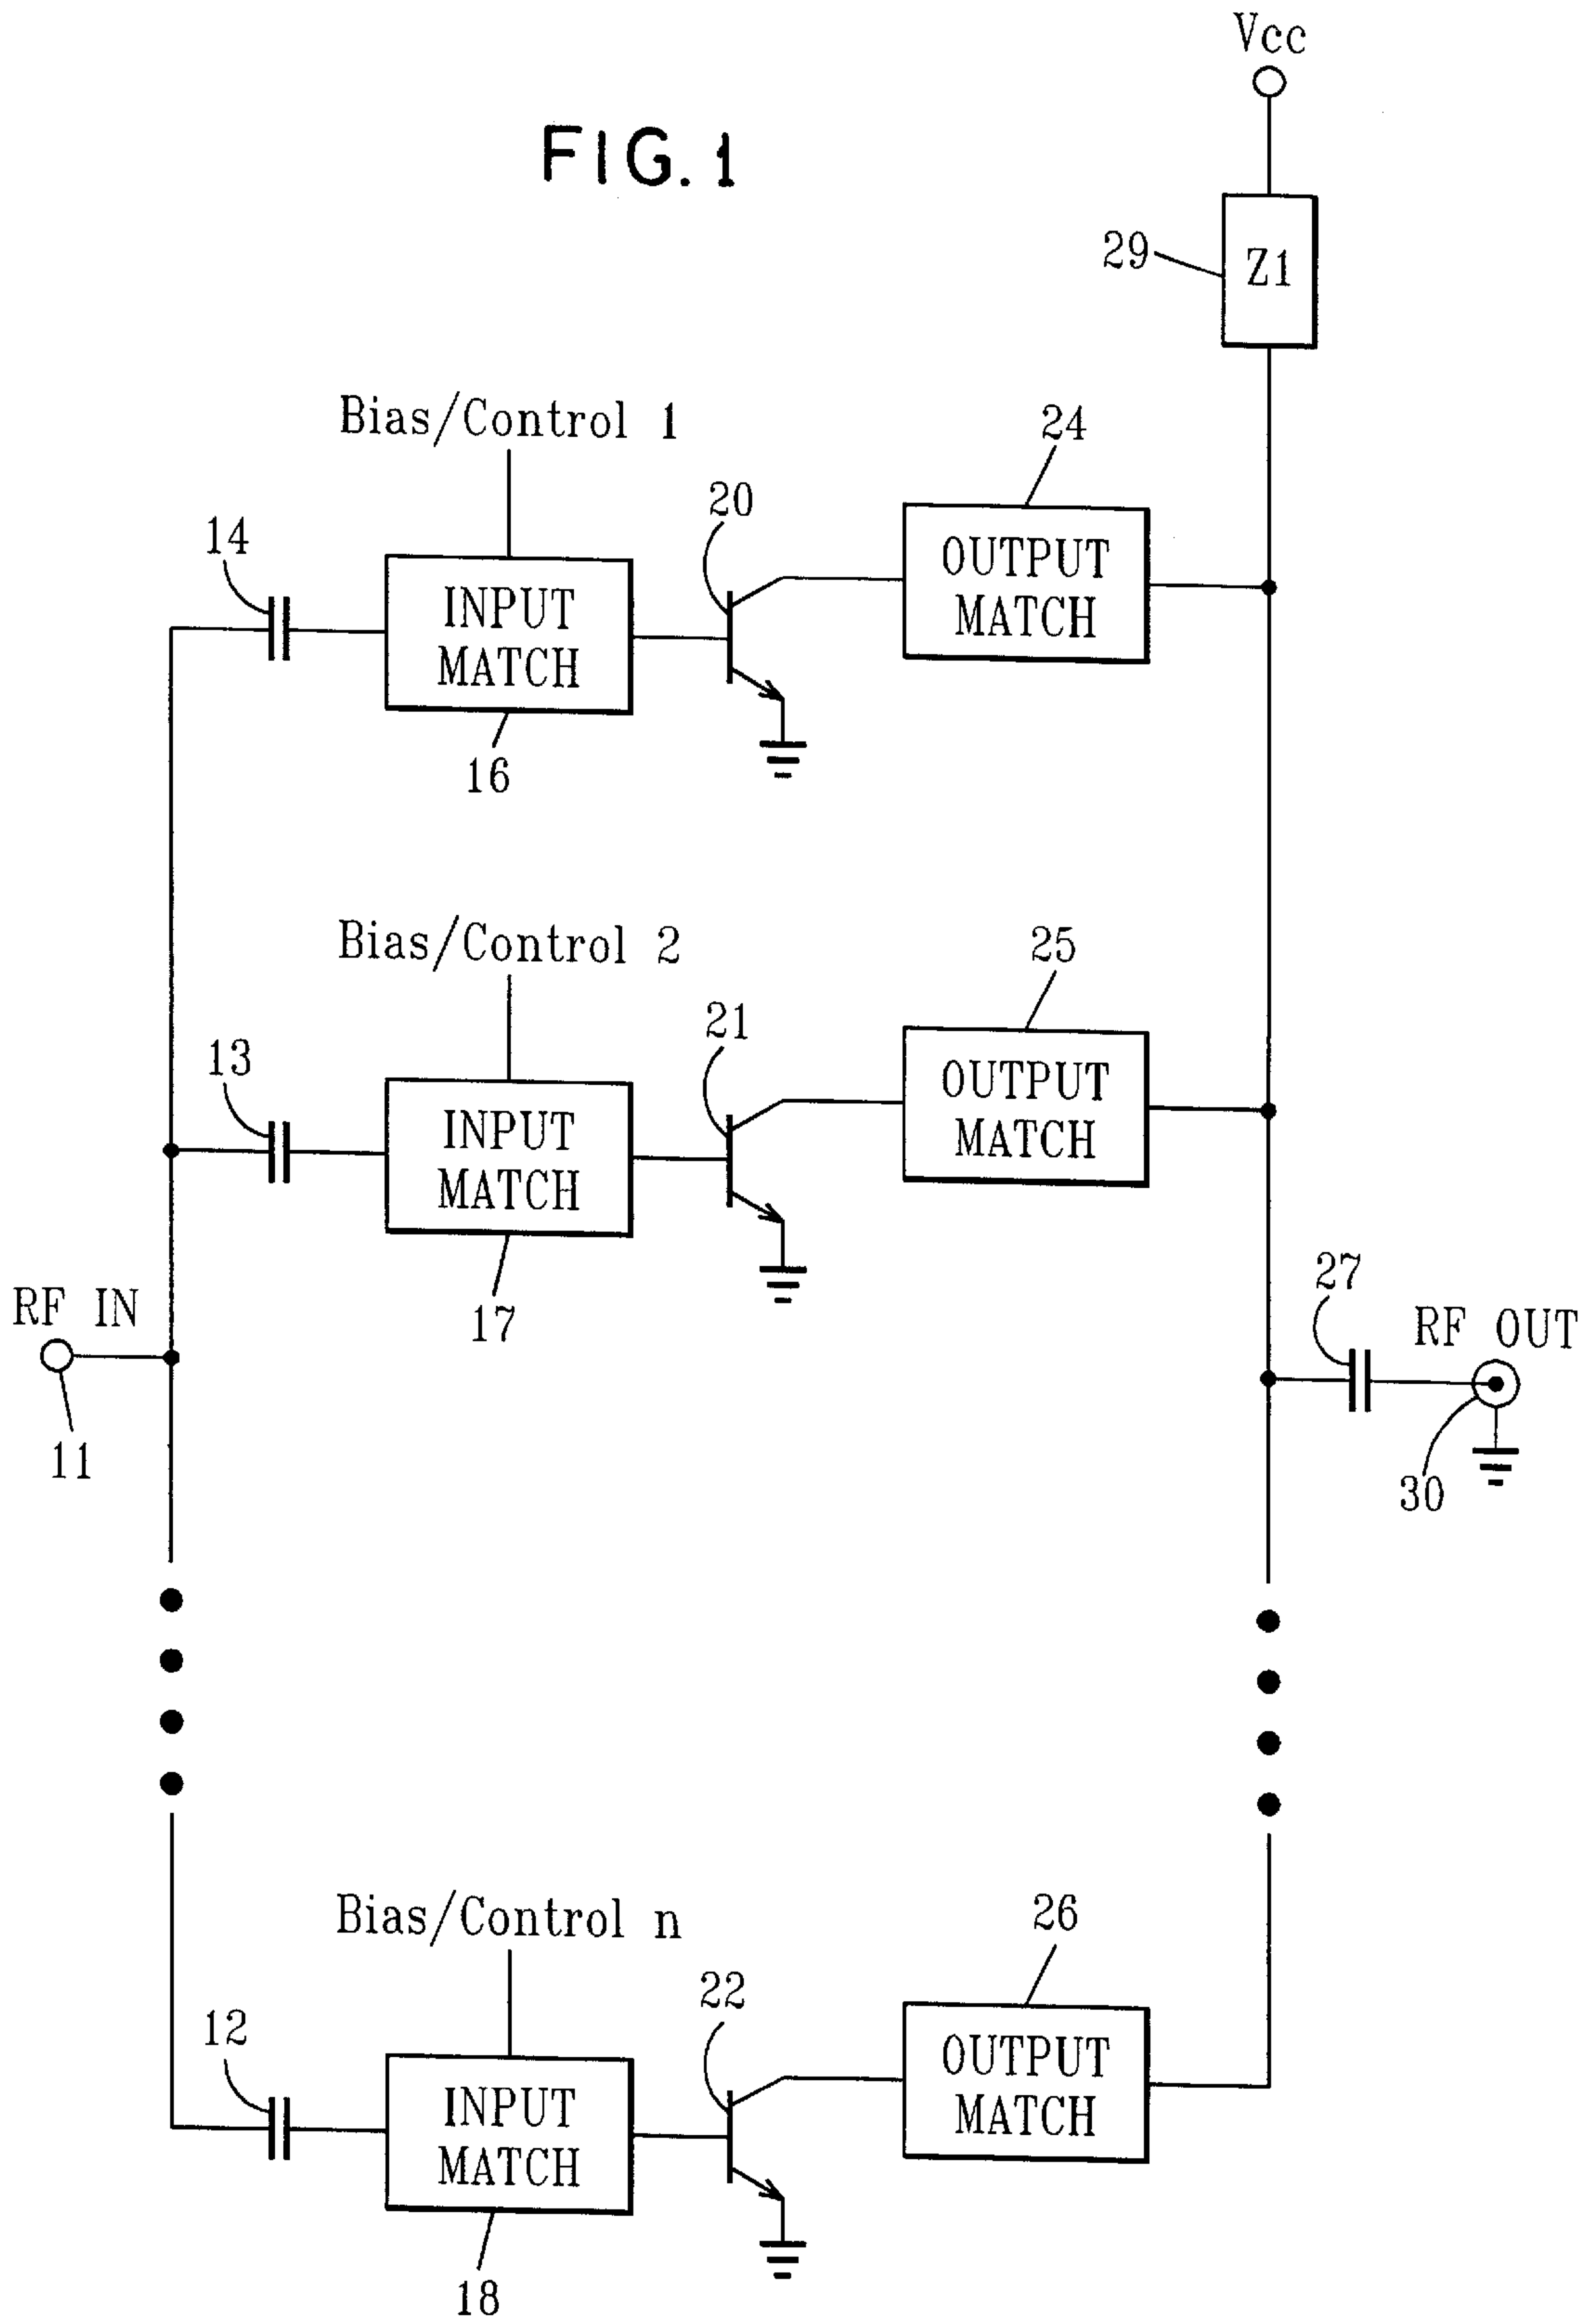 Vcc
FIG. 1
29
Z1
Bias/Control 1
24
20
14
OUTPUT
MATCH
INPUT
MATCH
16
Bias/Control 2
25
21
13
OUTPUT
MATCH
INPUT
MATCH
27
RF IN
17
RF OUT
11
30
Bias/Control n
26
22
12
OUTPUT
MATCH
INPUT
MATCH
18